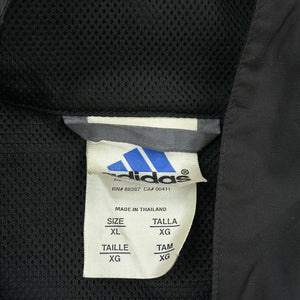 adidas®
RN# 88387 CA# 00411
MADE IN THAILAND
SIZE TALLA
XL XG
TAILLE TAM
XG XG